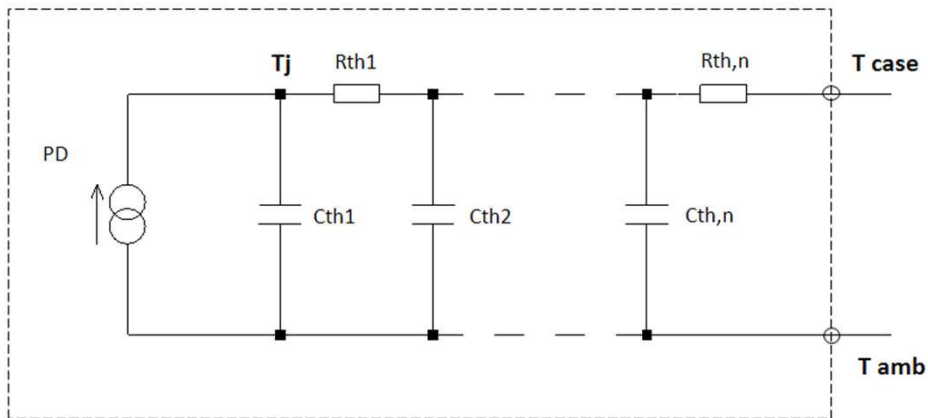 Tj
Rth1
Rth,n
T case
PD
Cth1
Cth2
Cth,n
T amb